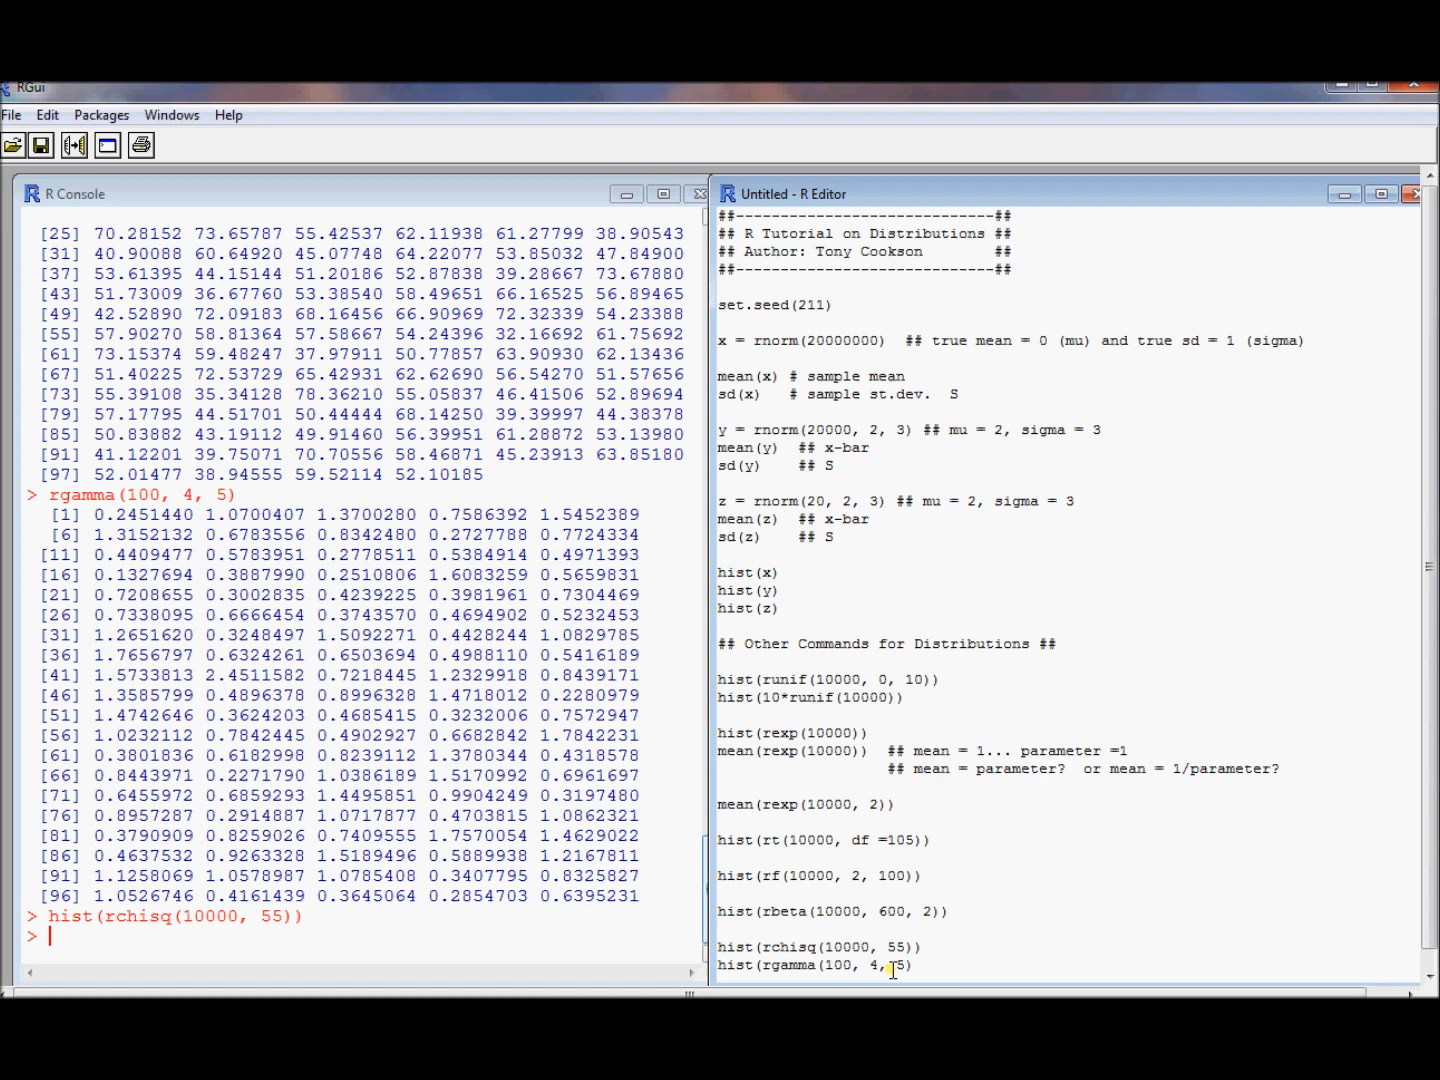 RGui
File Edit Packages Windows Help
R Console
[25] 70.28152 73.65787 55.42537 62.11938 61.27799 38.90543
[31] 40.90088 60.64920 45.07748 64.22077 53.85032 47.84900
[37] 53.61395 44.15144 51.20186 52.87838 39.28667 73.67880
[43] 51.73009 36.67760 53.38540 58.49651 66.16525 56.89465
[49] 42.52890 72.09183 68.16456 66.90969 72.32339 54.23388
[55] 57.90270 58.81364 57.58667 54.24396 32.16692 61.75692
[61] 73.15374 59.48247 37.97911 50.77857 63.90930 62.13436
[67] 51.40225 72.53729 65.42931 62.62690 56.54270 51.57656
[73] 55.39108 35.34128 78.36210 55.05837 46.41506 52.89694
[79] 57.17795 44.51701 50.44444 68.14250 39.39997 44.38378
[85] 50.83882 43.19112 49.91460 56.39951 61.28872 53.13980
[91] 41.12201 39.75071 70.70556 58.46871 45.23913 63.85180
[97] 52.01477 38.94555 59.52114 52.10185
> rgamma(100, 4, 5)
[1] 0.2451440 1.0700407 1.3700280 0.7586392 1.5452389
[6] 1.3152132 0.6783556 0.8342480 0.2727788 0.7724334
[11] 0.4409477 0.5783951 0.2778511 0.5384914 0.4971393
[16] 0.1327694 0.3887990 0.2510806 1.6083259 0.5659831
[21] 0.7208655 0.3002835 0.4239225 0.3981961 0.7304469
[26] 0.7338095 0.6666454 0.3743570 0.4694902 0.5232453
[31] 1.2651620 0.3248497 1.5092271 0.4428244 1.0829785
[36] 1.7656797 0.6324261 0.6503694 0.4988110 0.5416189
[41] 1.5733813 2.4511582 0.7218445 1.2329918 0.8439171
[46] 1.3585799 0.4896378 0.8996328 1.4718012 0.2280979
[51] 1.4742646 0.3624203 0.4685415 0.3232006 0.7572947
[56] 1.0232112 0.7842445 0.4902927 0.6682842 1.7842231
[61] 0.3801836 0.6182998 0.8239112 1.3780344 0.4318578
[66] 0.8443971 0.2271790 1.0386189 1.5170992 0.6961697
[71] 0.6455972 0.6859293 1.4495851 0.9904249 0.3197480
[76] 0.8957287 0.2914887 1.0717877 0.4703815 1.0862321
[81] 0.3790909 0.8259026 0.7409555 1.7570054 1.4629022
[86] 0.4637532 0.9263328 1.5189496 0.5889938 1.2167811
[91] 1.1258069 1.0578987 1.0785408 0.3407795 0.8325827
[96] 1.0526746 0.4161439 0.3645064 0.2854703 0.6395231
> hist(rchisq(10000, 55))
>
Untitled - R Editor
##-----------------------------##
## R Tutorial on Distributions ##
## Author: Tony Cookson ##
##-----------------------------##
set.seed(211)
x = rnorm(20000000) ## true mean = 0 (mu) and true sd = 1 (sigma)
mean(x) # sample mean
sd(x) # sample st.dev. S
y = rnorm(20000, 2, 3) ## mu = 2, sigma = 3
mean(y) ## x-bar
sd(y) ## S
z = rnorm(20, 2, 3) ## mu = 2, sigma = 3
mean(z) ## x-bar
sd(z) ## S
hist(x)
hist(y)
hist(z)
## Other Commands for Distributions ##
hist(runif(10000, 0, 10))
hist(10*runif(10000))
hist(rexp(10000))
mean(rexp(10000)) ## mean = 1... parameter =1
## mean = parameter? or mean = 1/parameter?
mean(rexp(10000, 2))
hist(rt(10000, df =105))
hist(rf(10000, 2, 100))
hist(rbeta(10000, 600, 2))
hist(rchisq(10000, 55))
hist(rgamma(100, 4, 5)